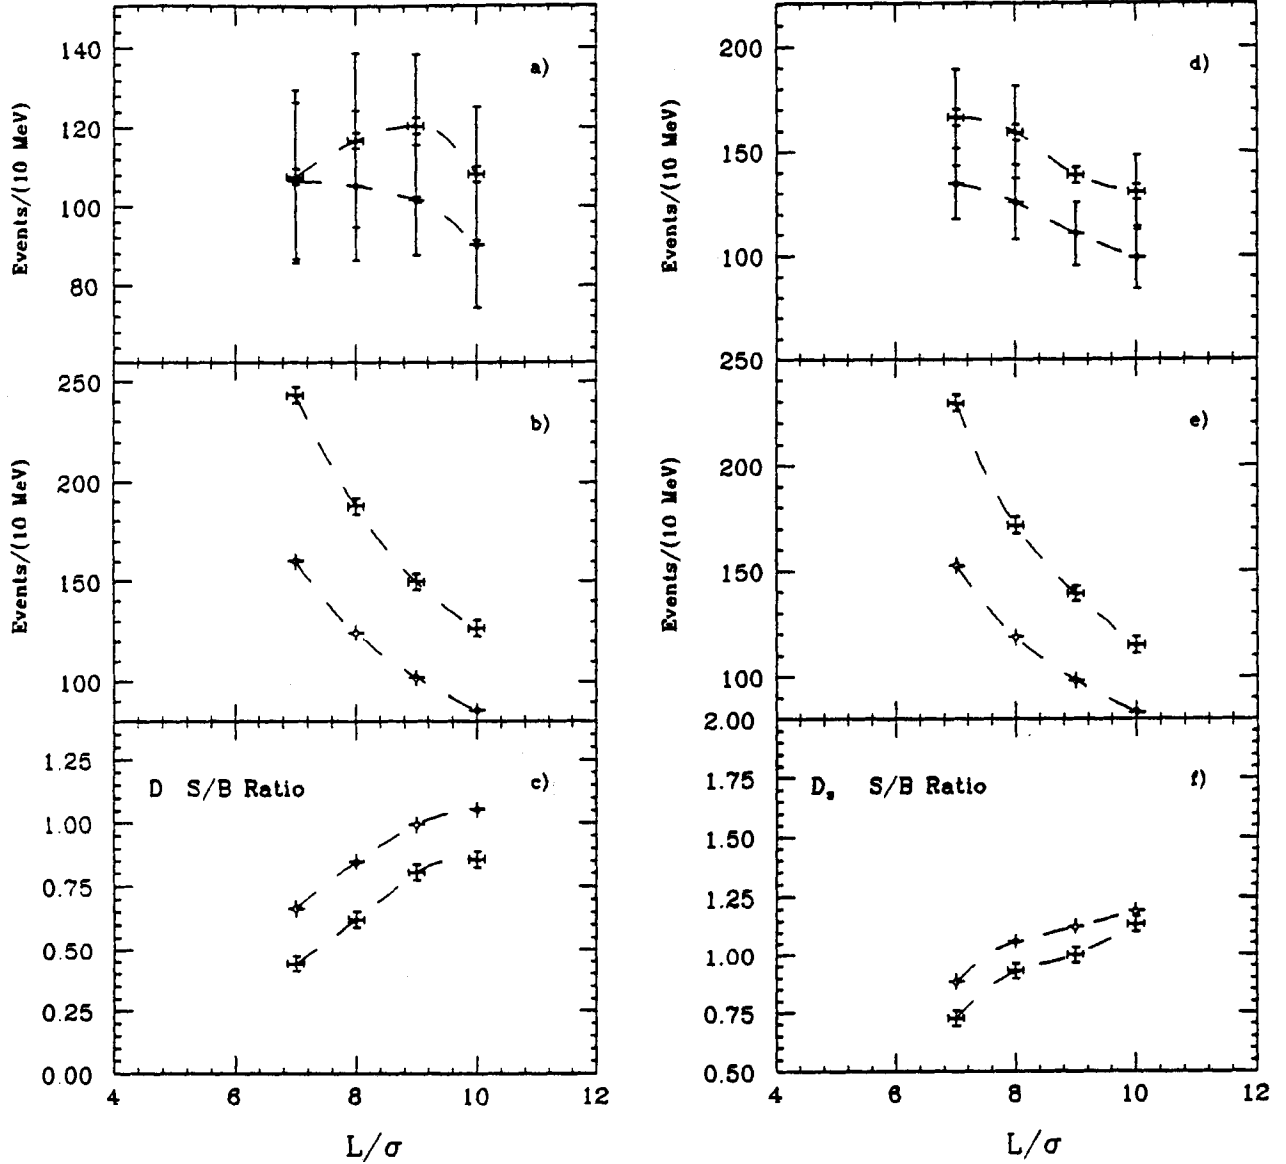 a)
140
120
100
80
Events/(10 MeV)
b)
250
200
150
100
Events/(10 MeV)
c)
D S/B Ratio
1.25
1.00
0.75
0.50
0.25
0.00
4 6 8 10 12
L/σ
d)
200
150
100
50
Events/(10 MeV)
e)
250
200
150
100
Events/(10 MeV)
f)
Dₛ S/B Ratio
2.00
1.75
1.50
1.25
1.00
0.75
0.50
4 6 8 10 12
L/σ